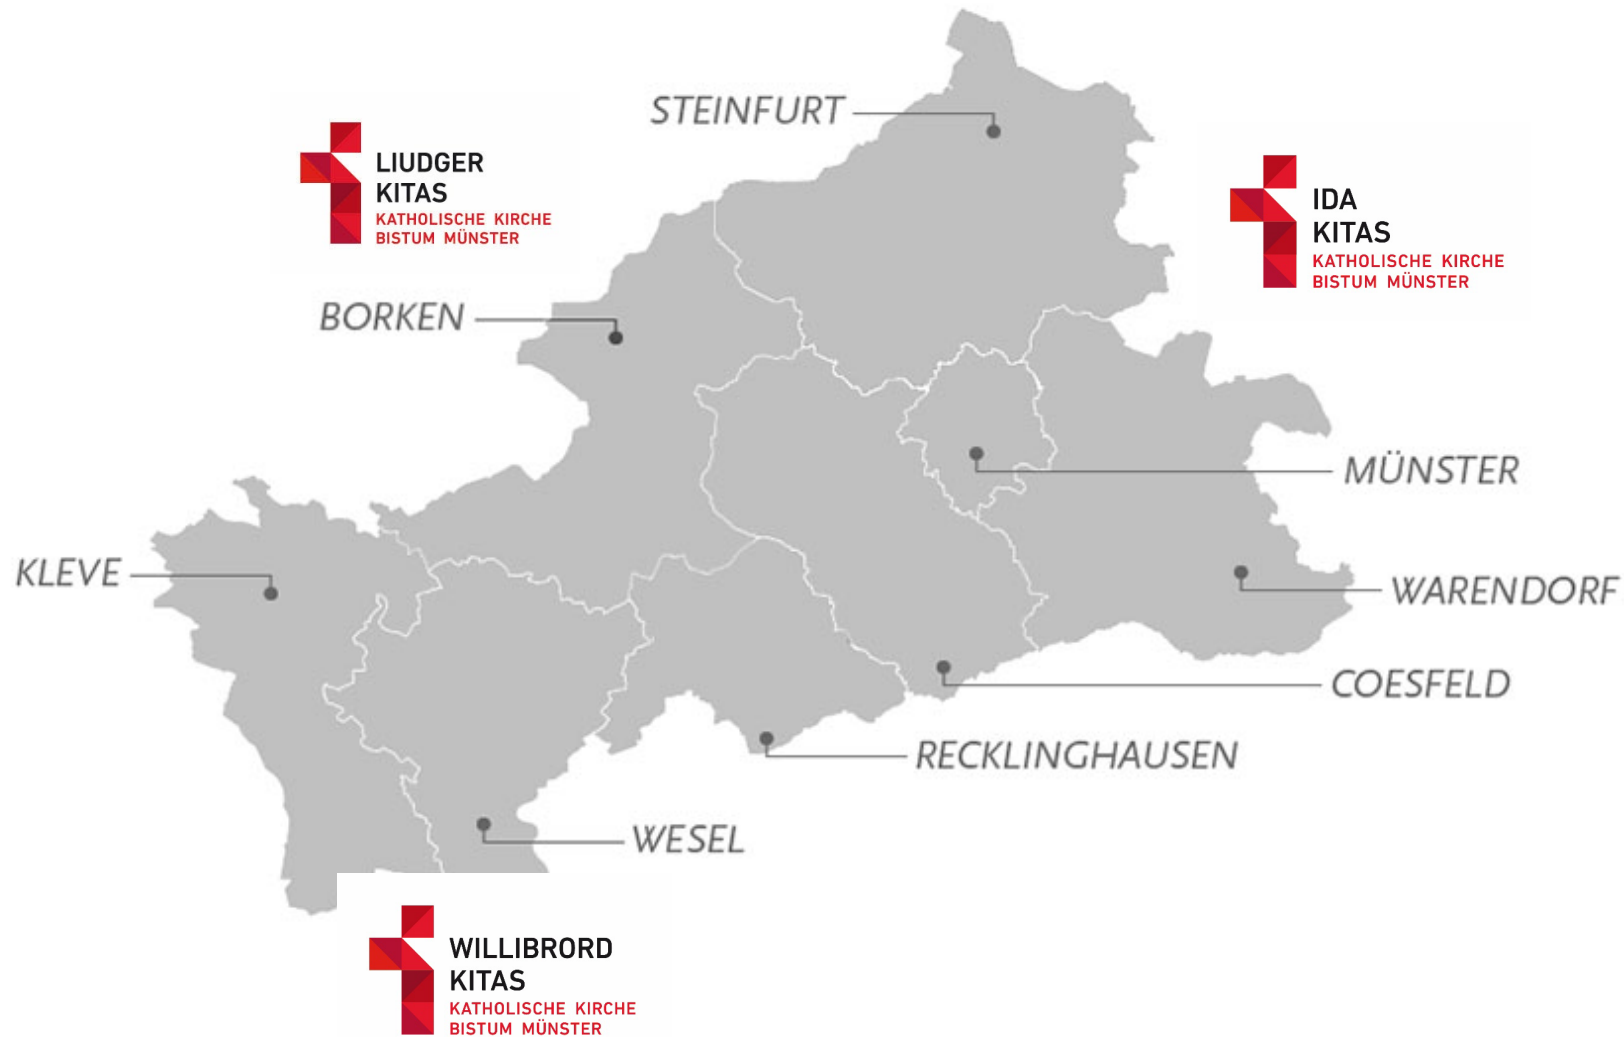 STEINFURT
LIUDGER
KITAS
KATHOLISCHE KIRCHE
BISTUM MÜNSTER
IDA
KITAS
KATHOLISCHE KIRCHE
BISTUM MÜNSTER
BORKEN
MÜNSTER
KLEVE
WARENDORF
COESFELD
RECKLINGHAUSEN
WESEL
WILLIBRORD
KITAS
KATHOLISCHE KIRCHE
BISTUM MÜNSTER